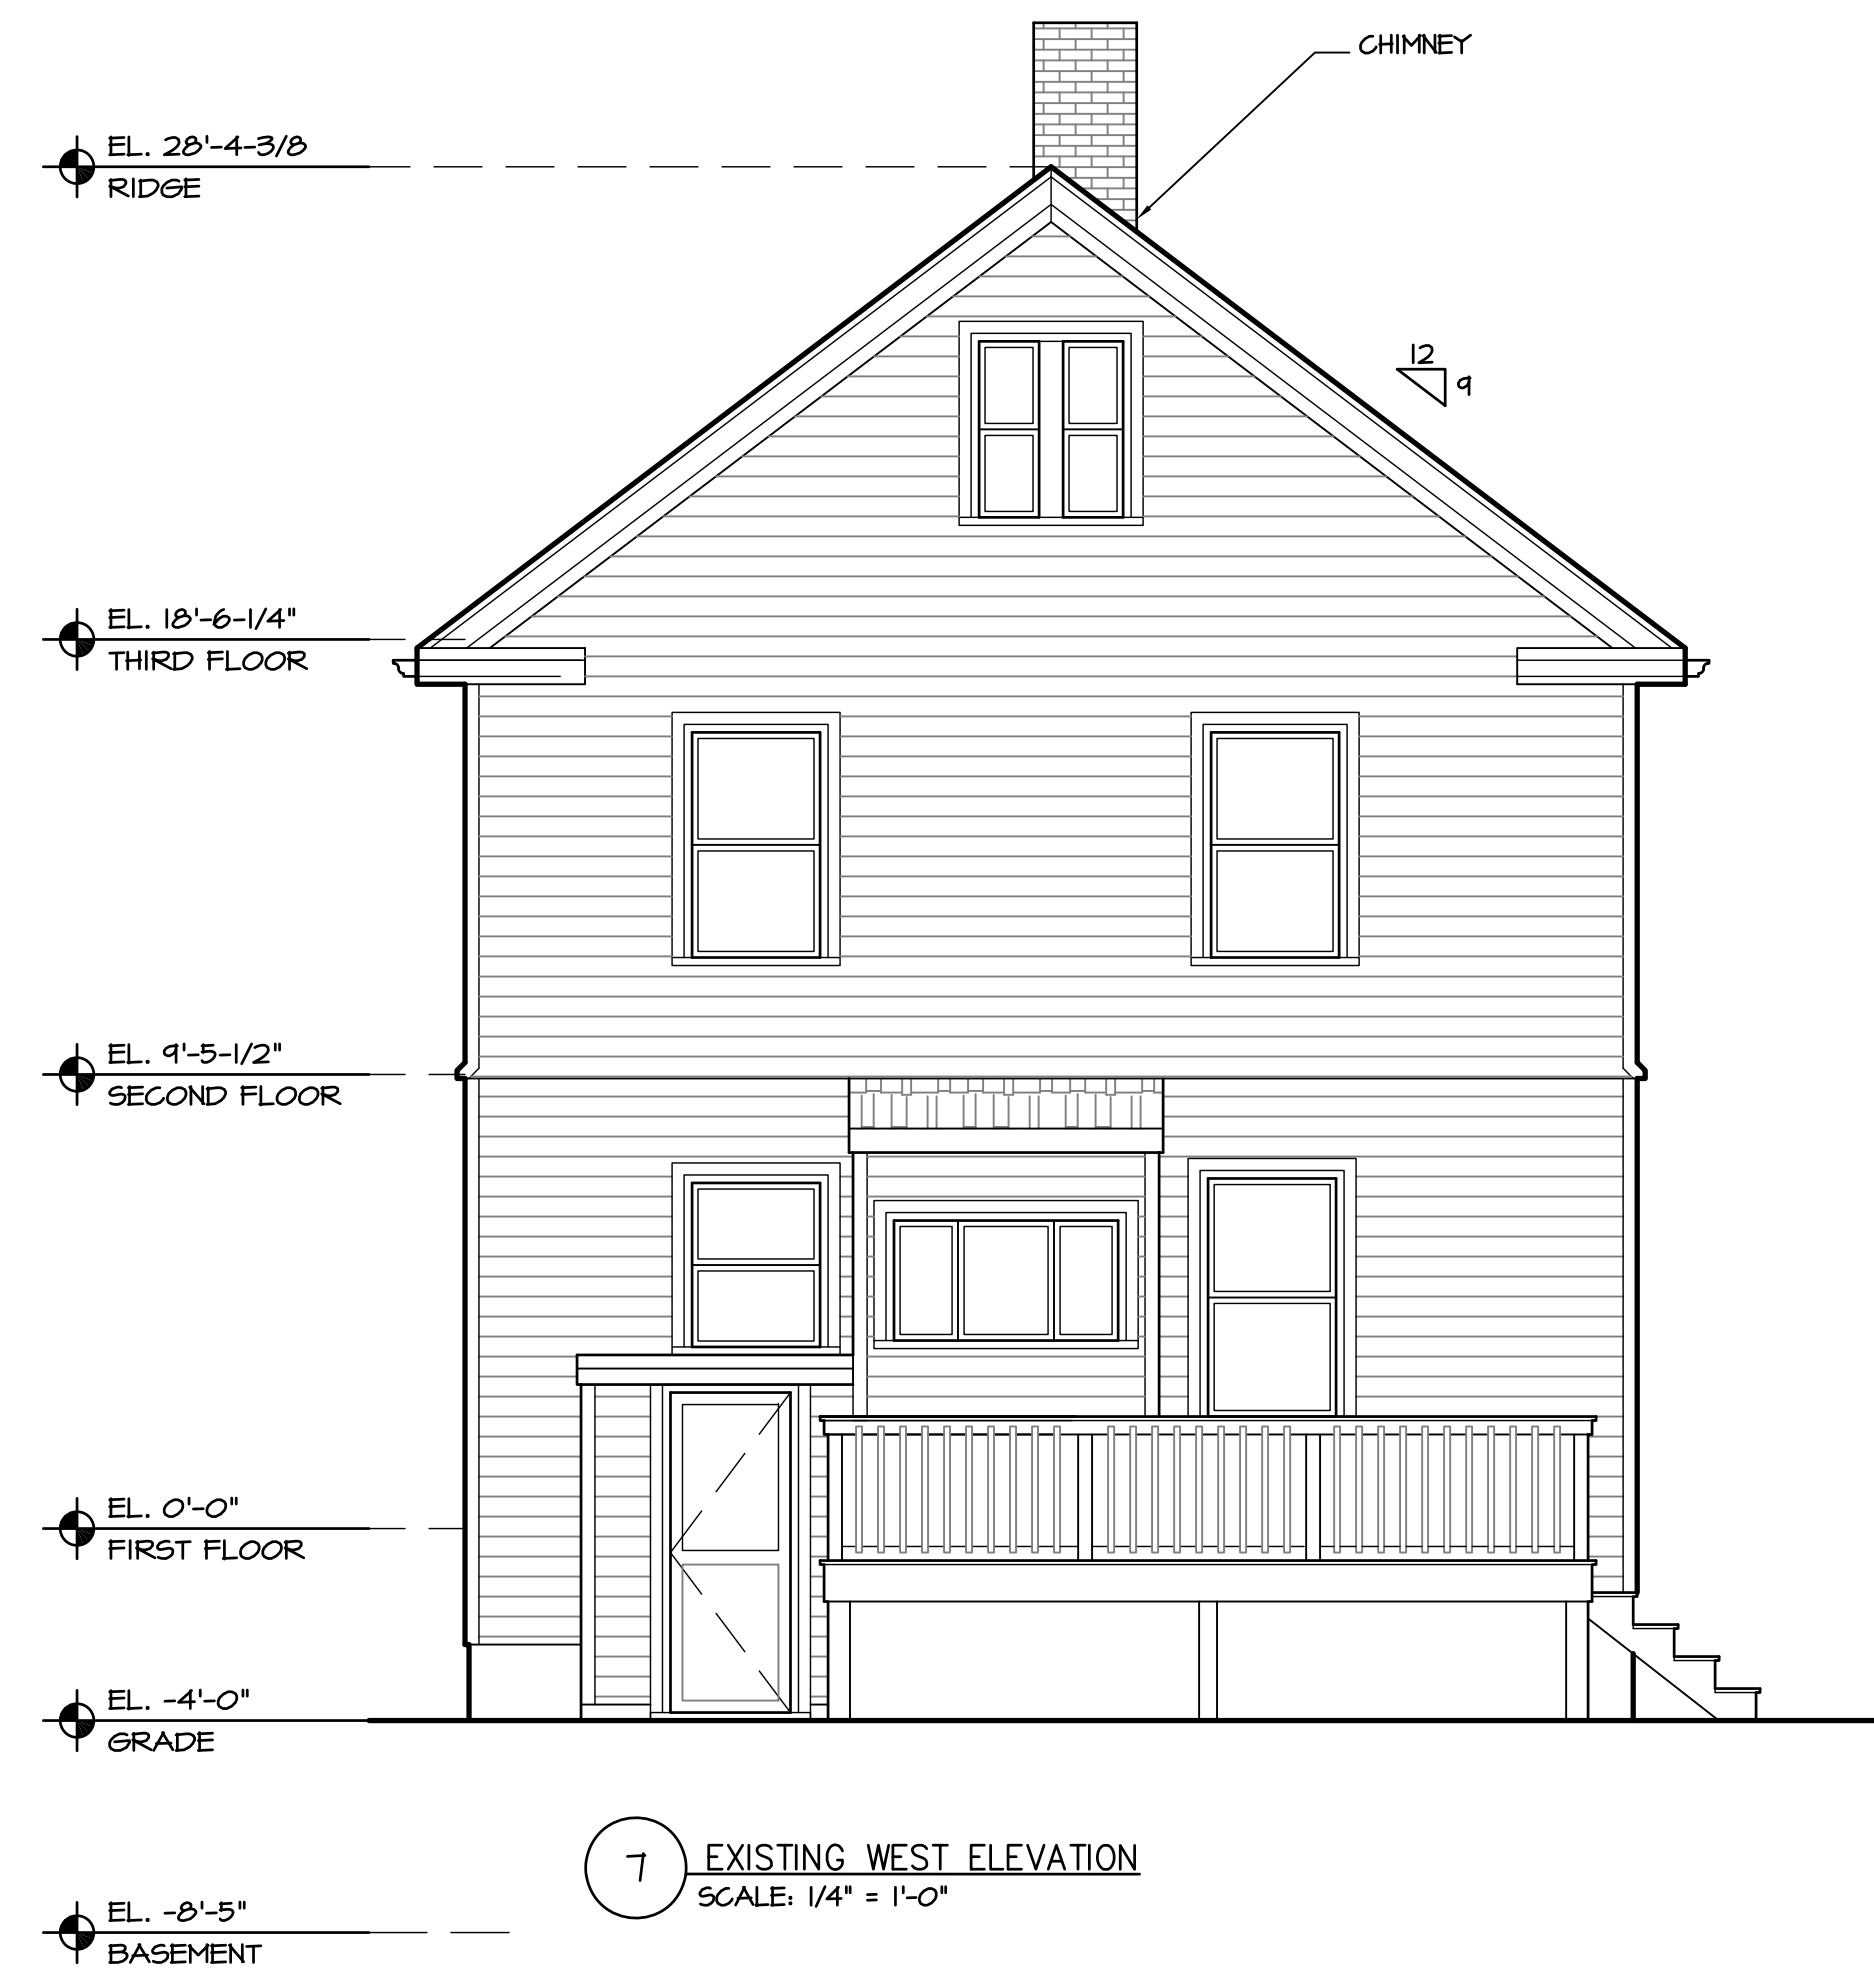 CHIMNEY
EL. 28'-4-3/8
RIDGE
12
9
EL. 18'-6-1/4"
THIRD FLOOR
EL. 9'-5-1/2"
SECOND FLOOR
EL. 0'-0"
FIRST FLOOR
EL. -4'-0"
GRADE
7
EXISTING WEST ELEVATION
SCALE: 1/4" = 1'-0"
EL. -8'-5"
BASEMENT